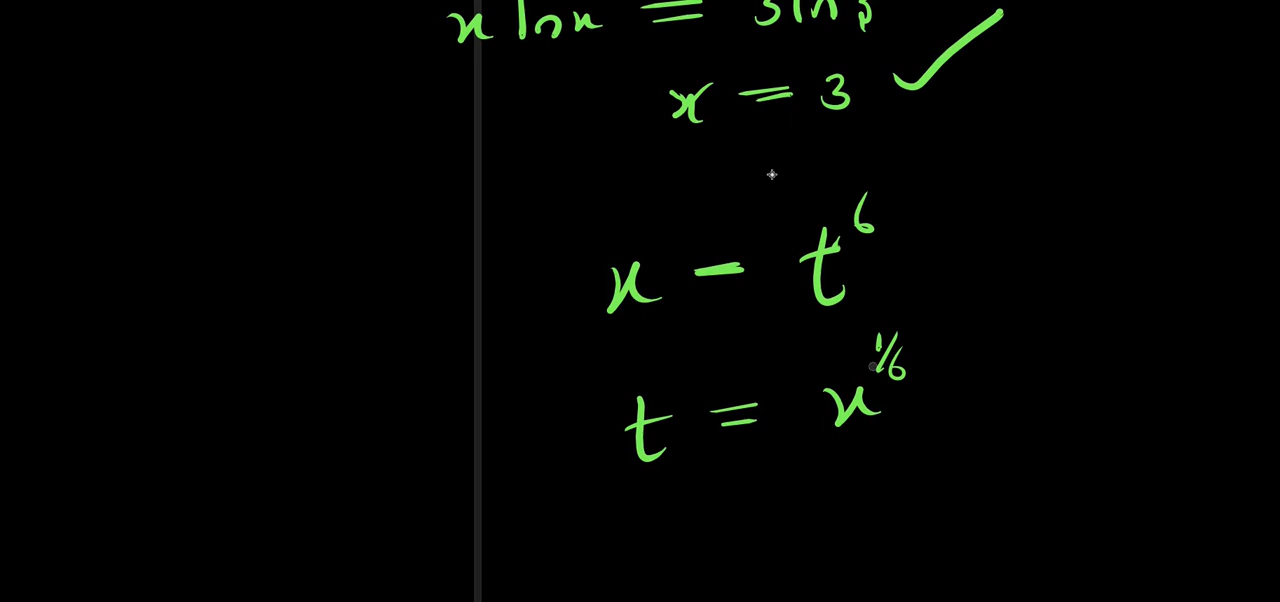 x ln x = 3 ln 3
x = 3
x = t^6
t = x^1/6